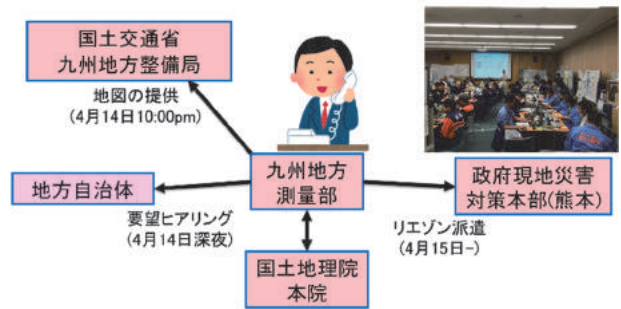 国土交通省
九州地方整備局
地図の提供
(4月14日10:00pm)
地方自治体
九州地方
測量部
政府現地災害
対策本部(熊本)
要望ヒアリング
(4月14日深夜)
リエゾン派遣
(4月15日-)
国土地理院
本院